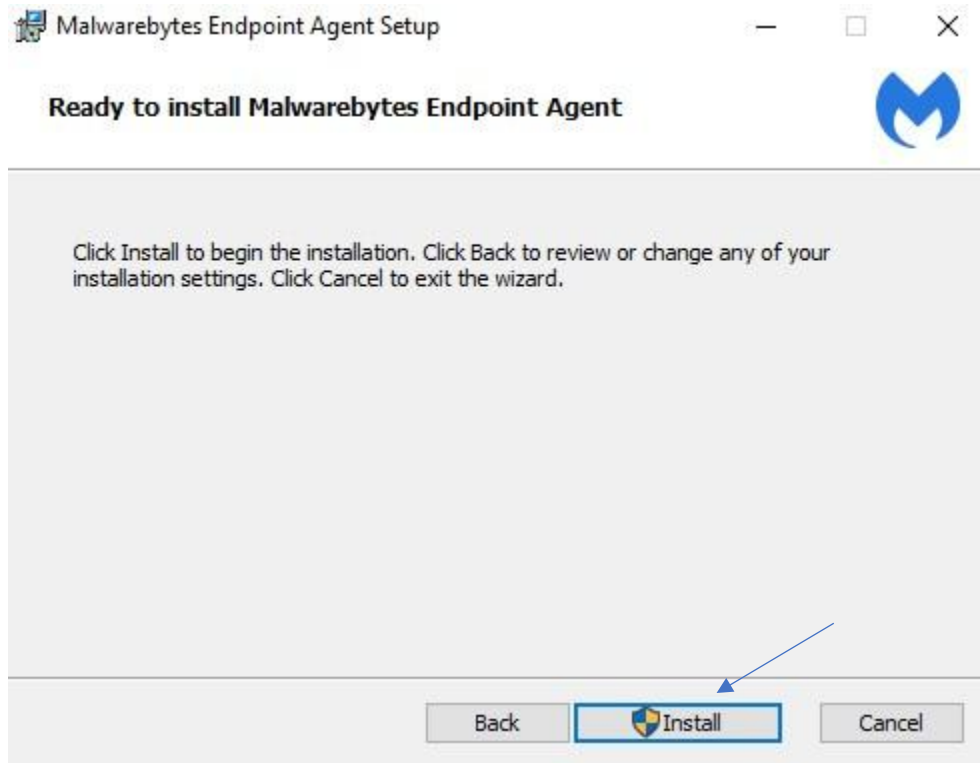 Malwarebytes Endpoint Agent Setup
Ready to install Malwarebytes Endpoint Agent
Click Install to begin the installation. Click Back to review or change any of your
installation settings. Click Cancel to exit the wizard.
Back Install Cancel